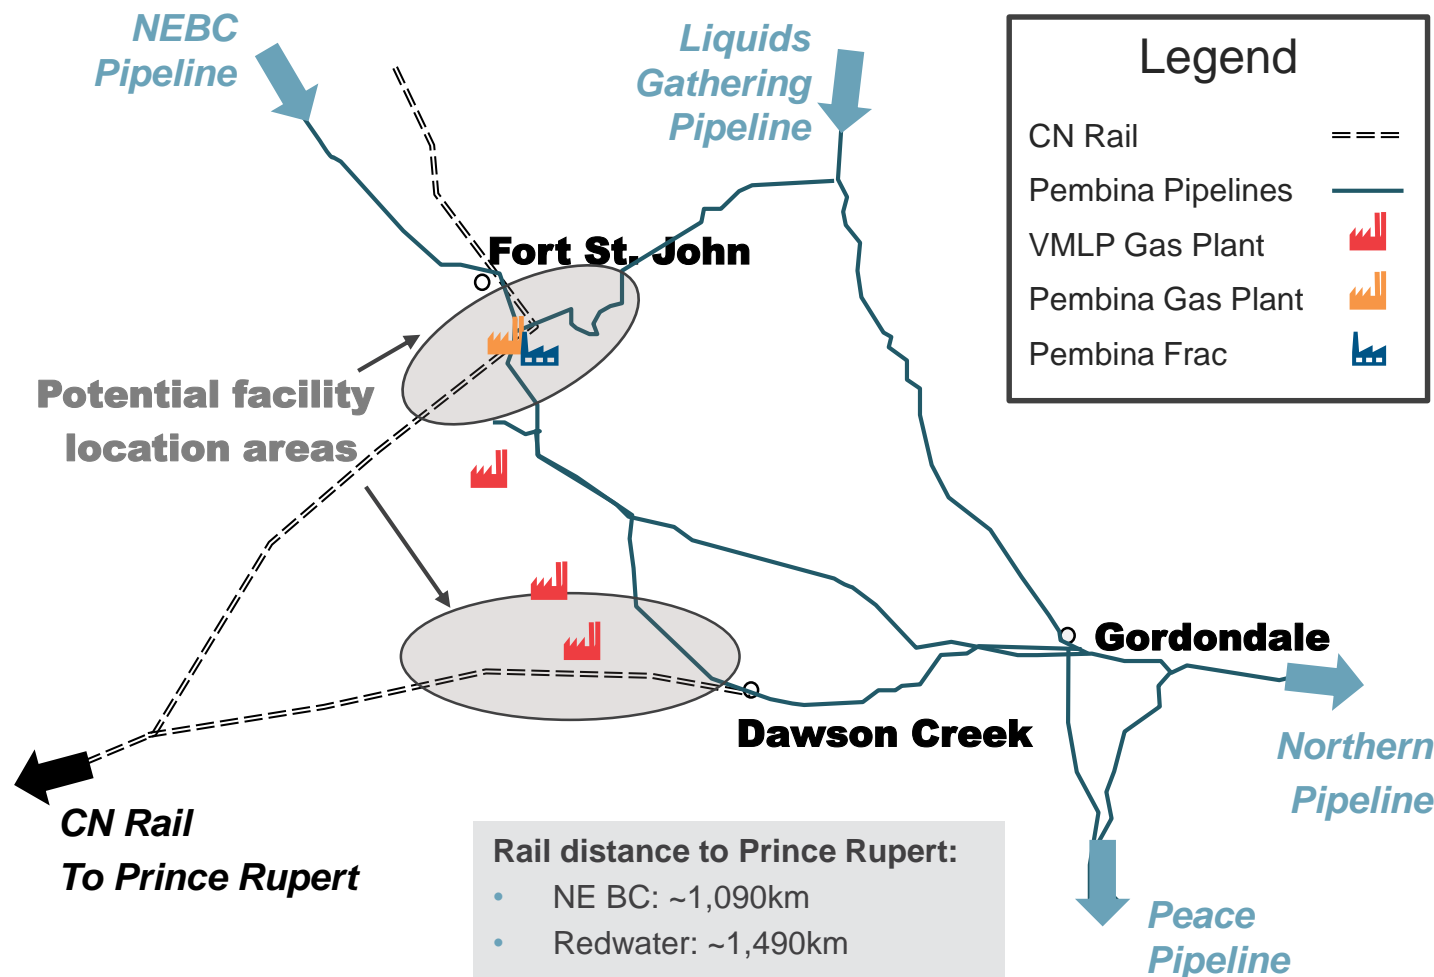 NEBC
Pipeline
Liquids
Gathering
Pipeline
Legend
CN Rail
Pembina Pipelines
VMLP Gas Plant
Pembina Gas Plant
Pembina Frac
Fort St. John
Potential facility
location areas
Gordondale
Dawson Creek
Northern
Pipeline
CN Rail
To Prince Rupert
Rail distance to Prince Rupert:
• NE BC: ~1,090km
• Redwater: ~1,490km
Peace
Pipeline